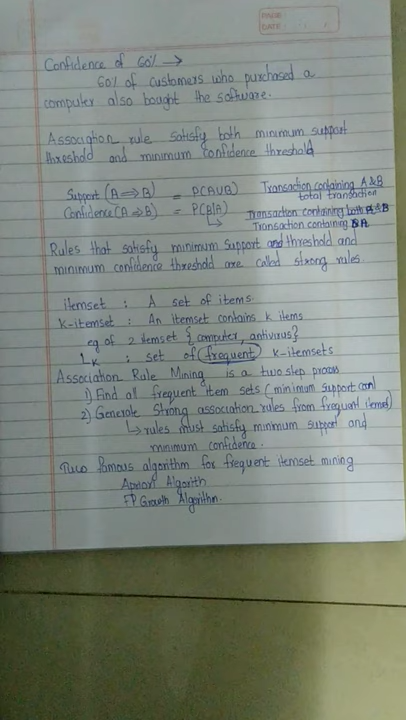 PAGE
DATE
Confidence of 60% →
60% of customers who purchased a
computer also bought the software.
Association rule satisfy both minimum support
threshold and minimum confidence threshold
Support (A⇒B) = P(AUB) Transaction containing A & B
total transaction
Confidence (A⇒B) = P(B|A) Transaction containing A & B
↳ Transaction containing A
Rules that satisfy minimum support and threshold and
minimum confidence threshold are called strong rules.
itemset : A set of items.
K-itemset : An itemset contains k items
eg of 2 itemset {computer, antivirus}
Lk : set of frequent k-itemsets
Association Rule Mining is a two step process
1) Find all frequent item sets (minimum support
2) Generate Strong association rules from frequent itemset)
↳ rules must satisfy minimum support and
minimum confidence.
Two famous algorithm for frequent itemset mining
Apriori Algorith
FP Growth Algorithm.